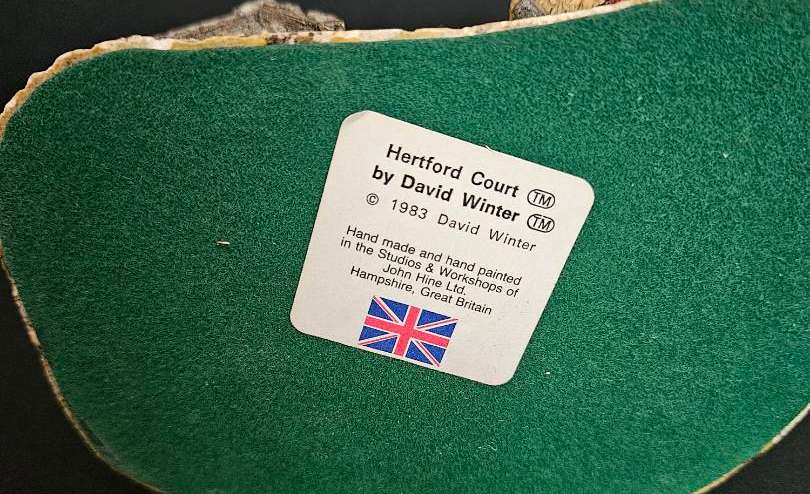 Hertford Court TM
by David Winter TM
© 1983 David Winter
Hand made and hand painted
in the Studios & Workshops of
John Hine Ltd.
Hampshire, Great Britain